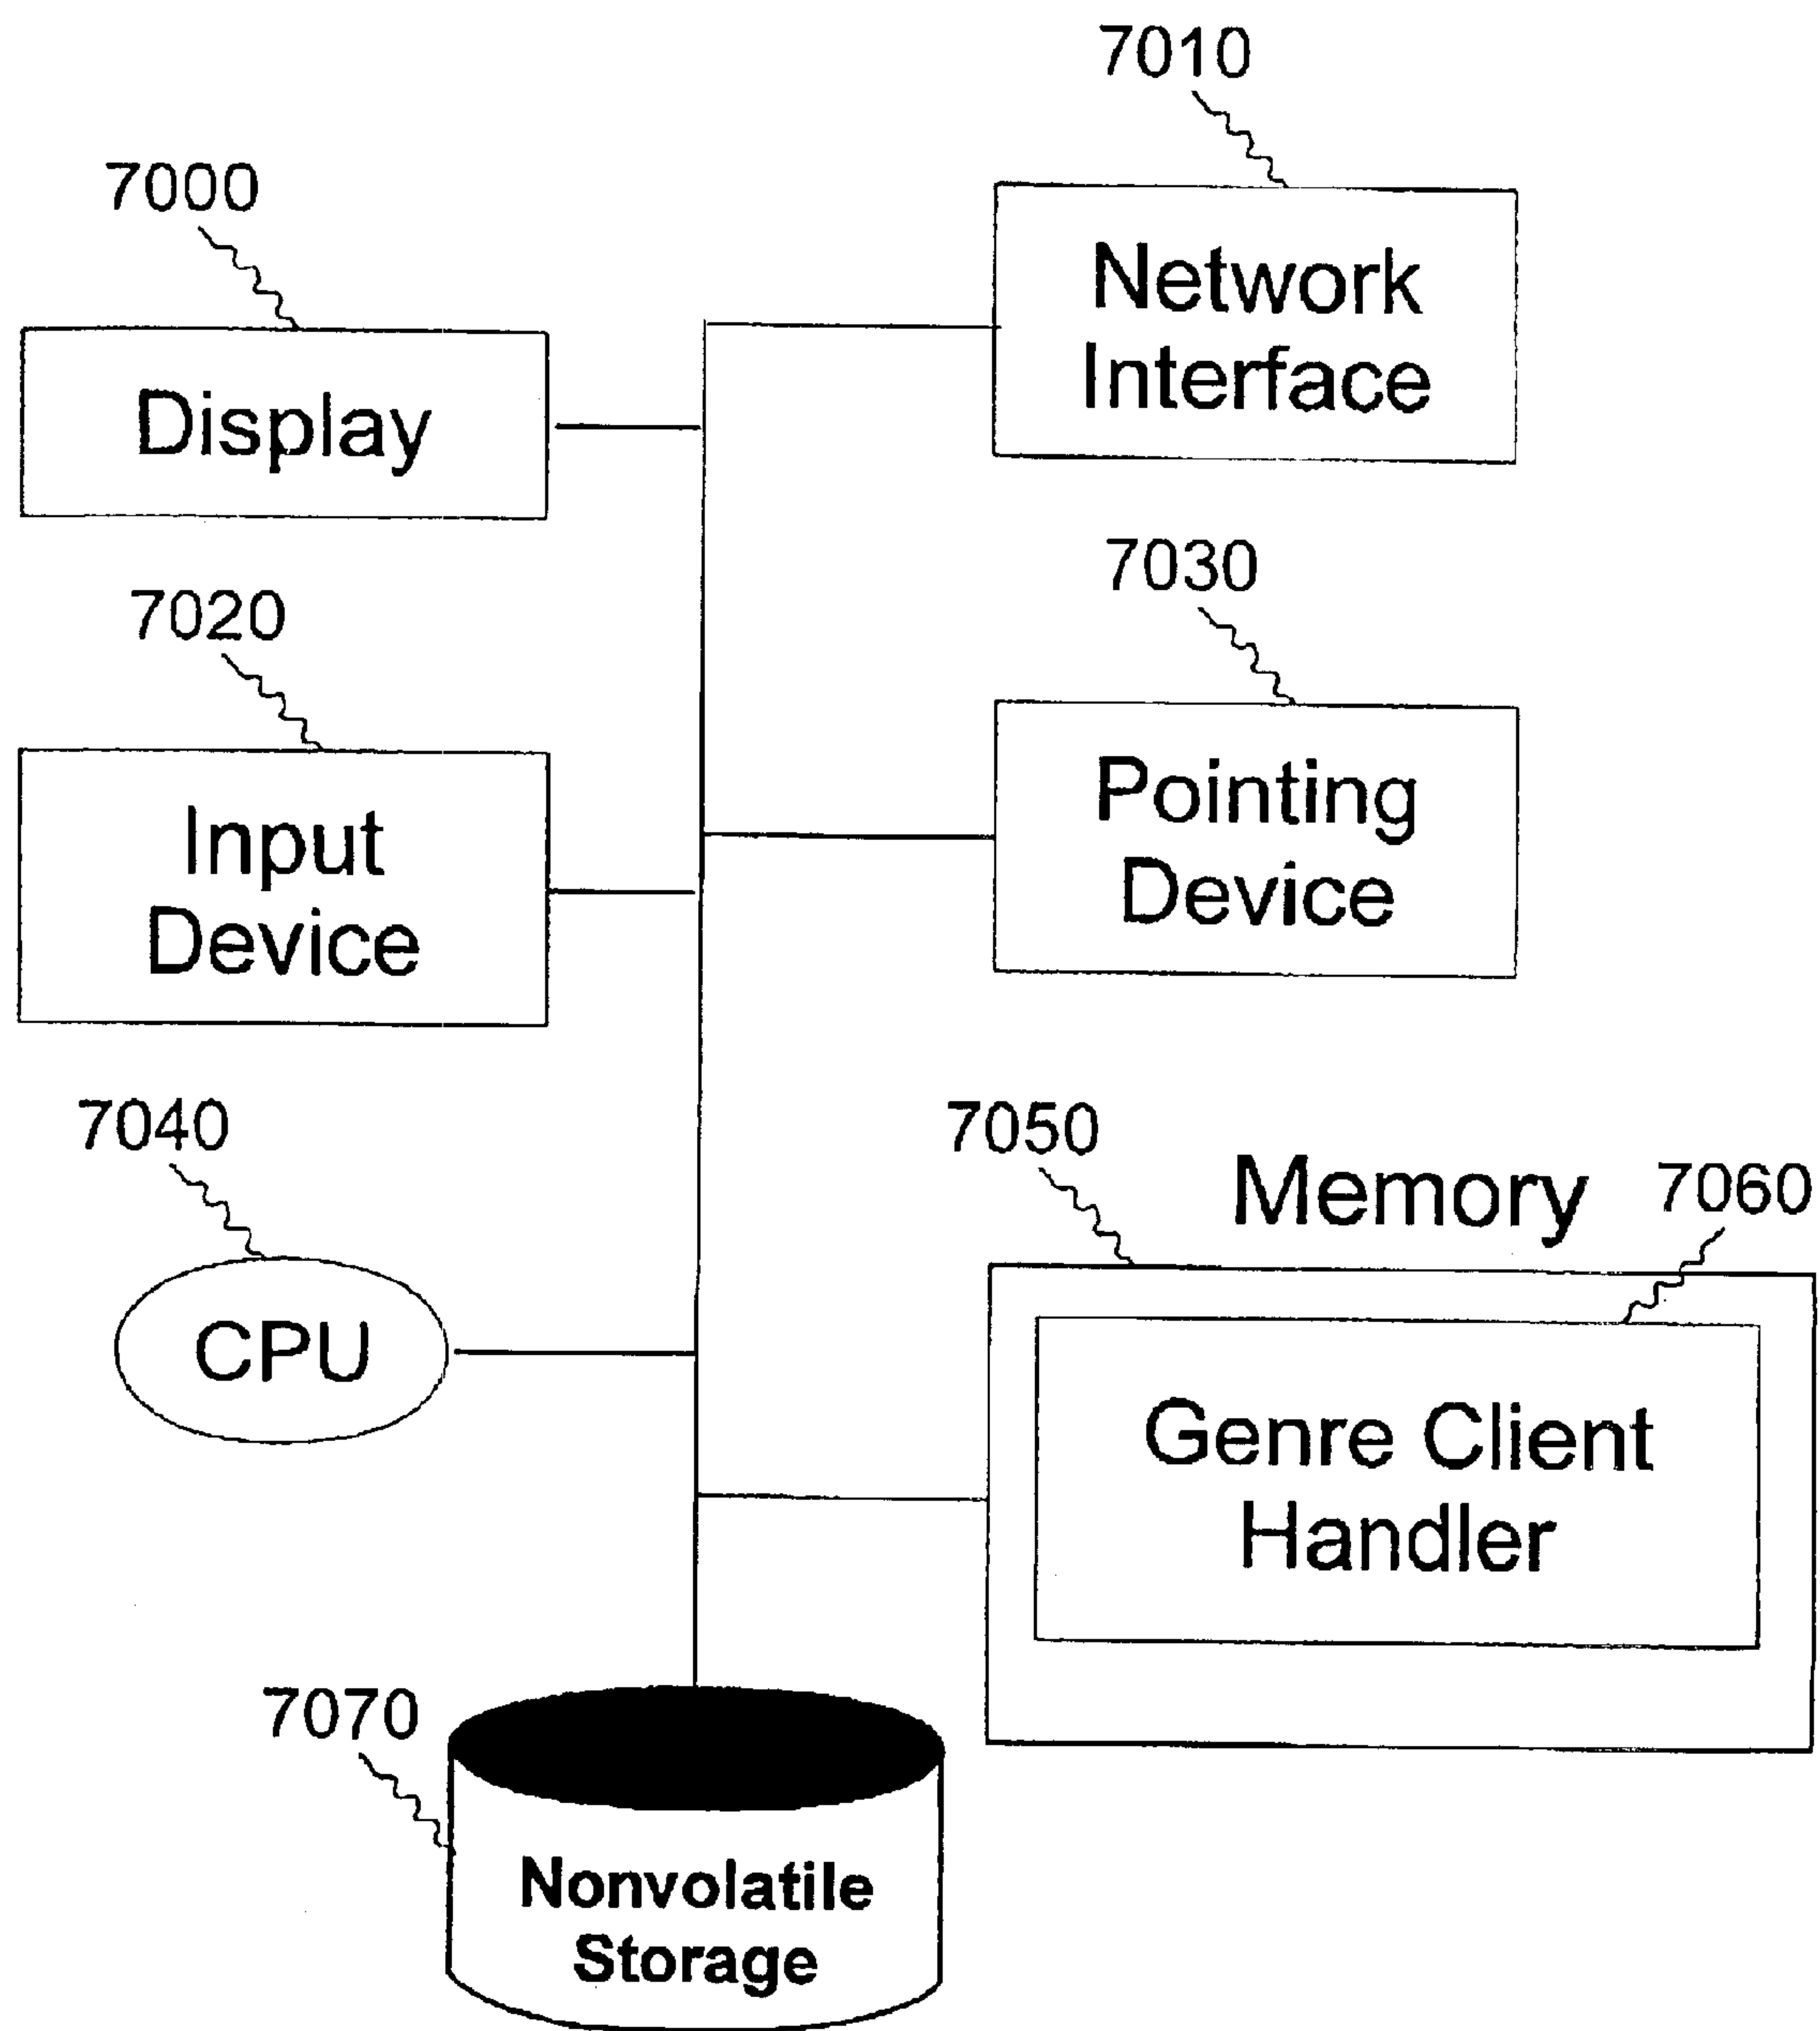 7010
7000
Network
Interface
Display
7030
7020
Pointing
Device
Input
Device
7040
7050
Memory
7060
CPU
Genre Client
Handler
7070
Nonvolatile
Storage